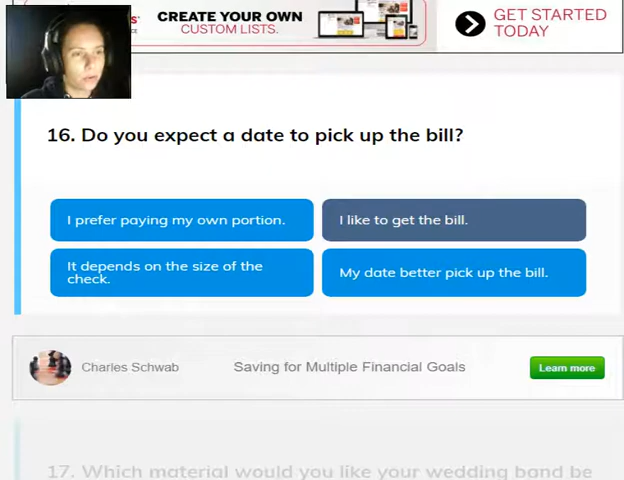 CREATE YOUR OWN
CUSTOM LISTS.
GET STARTED
TODAY
16. Do you expect a date to pick up the bill?
I prefer paying my own portion.
I like to get the bill.
It depends on the size of the
check.
My date better pick up the bill.
Charles Schwab
Saving for Multiple Financial Goals
Learn more
17. Which material would you like your wedding band be